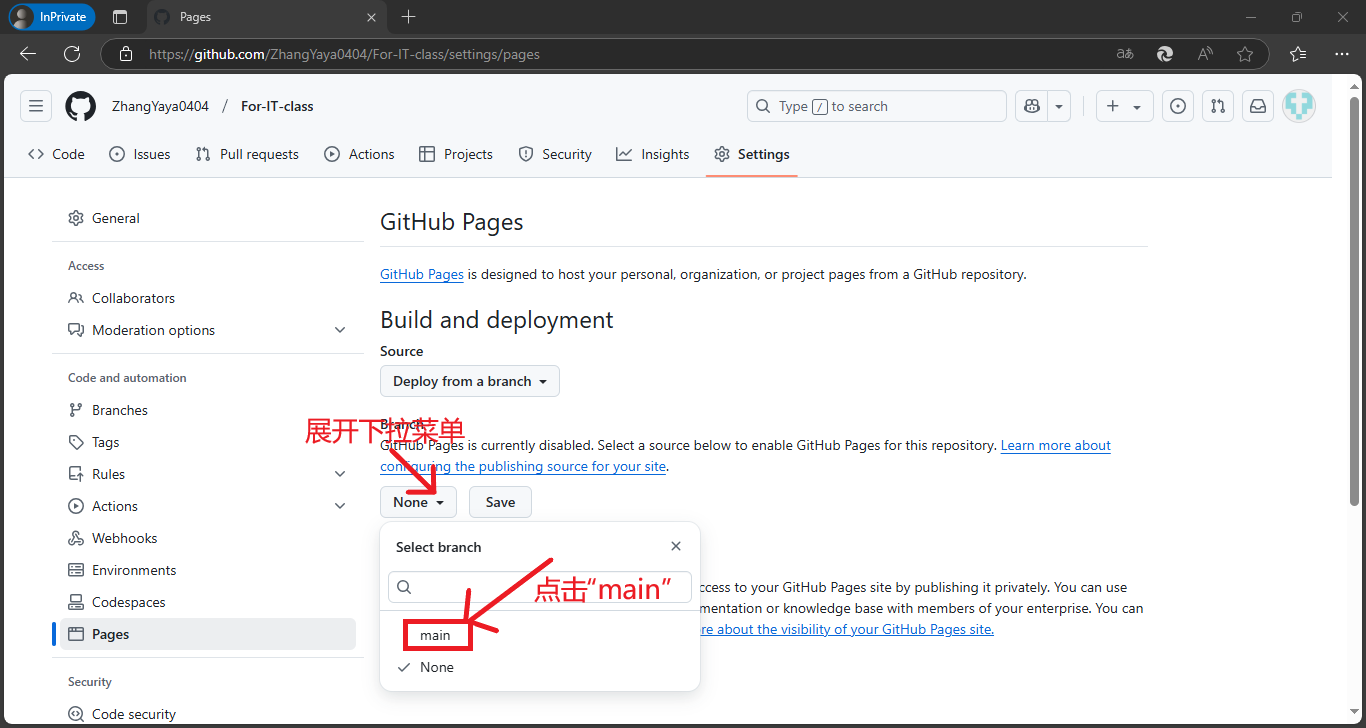 InPrivate
Pages
https://github.com/ZhangYaya0404/For-IT-class/settings/pages
ZhangYaya0404 / For-IT-class
Type / to search
Code
Issues
Pull requests
Actions
Projects
Security
Insights
Settings
General
Access
Collaborators
Moderation options
Code and automation
Branches
Tags
Rules
Actions
Webhooks
Environments
Codespaces
Pages
Security
Code security
GitHub Pages
GitHub Pages is designed to host your personal, organization, or project pages from a GitHub repository.
Build and deployment
Source
Deploy from a branch
Branch
展开下拉菜单
GitHub Pages is currently disabled. Select a source below to enable GitHub Pages for this repository. Learn more about
configuring the publishing source for your site.
None
Save
Select branch
点击“main”
main
None
ccess to your GitHub Pages site by publishing it privately. You can use
mentation or knowledge base with members of your enterprise. You can
re about the visibility of your GitHub Pages site.